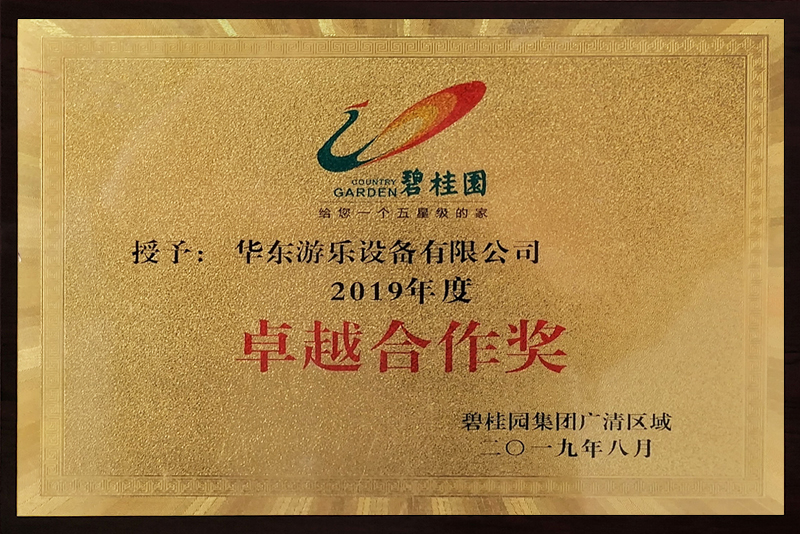 COUNTRY
GARDEN 碧桂园
给您一个五星级的家
授予：华东游乐设备有限公司
2019年度
卓越合作奖
碧桂园集团广清区域
二〇一九年八月